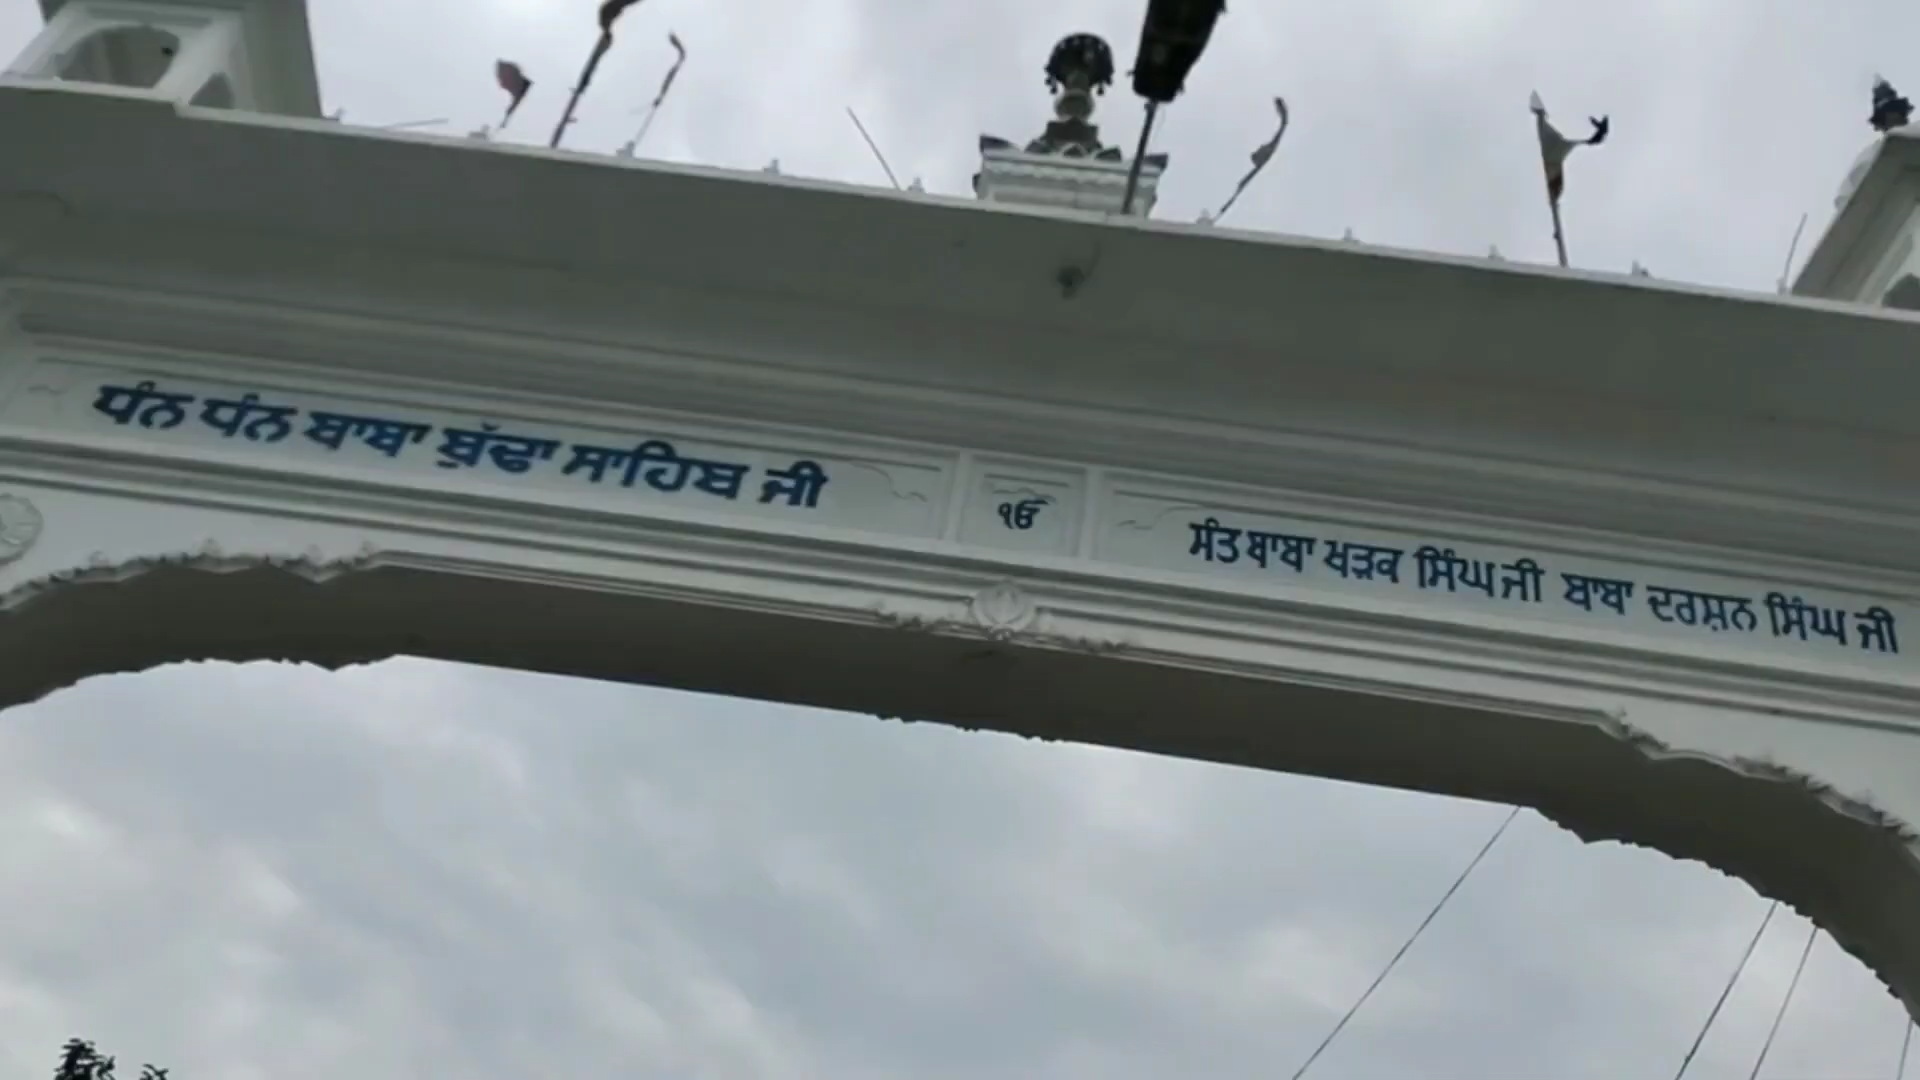 ਧੰਨ ਧੰਨ ਬਾਬਾ ਬੁੱਢਾ ਸਾਹਿਬ ਜੀ
ੴ
ਸੰਤ ਬਾਬਾ ਖੜਕ ਸਿੰਘ ਜੀ ਬਾਬਾ ਦਰਸ਼ਨ ਸਿੰਘ ਜੀ